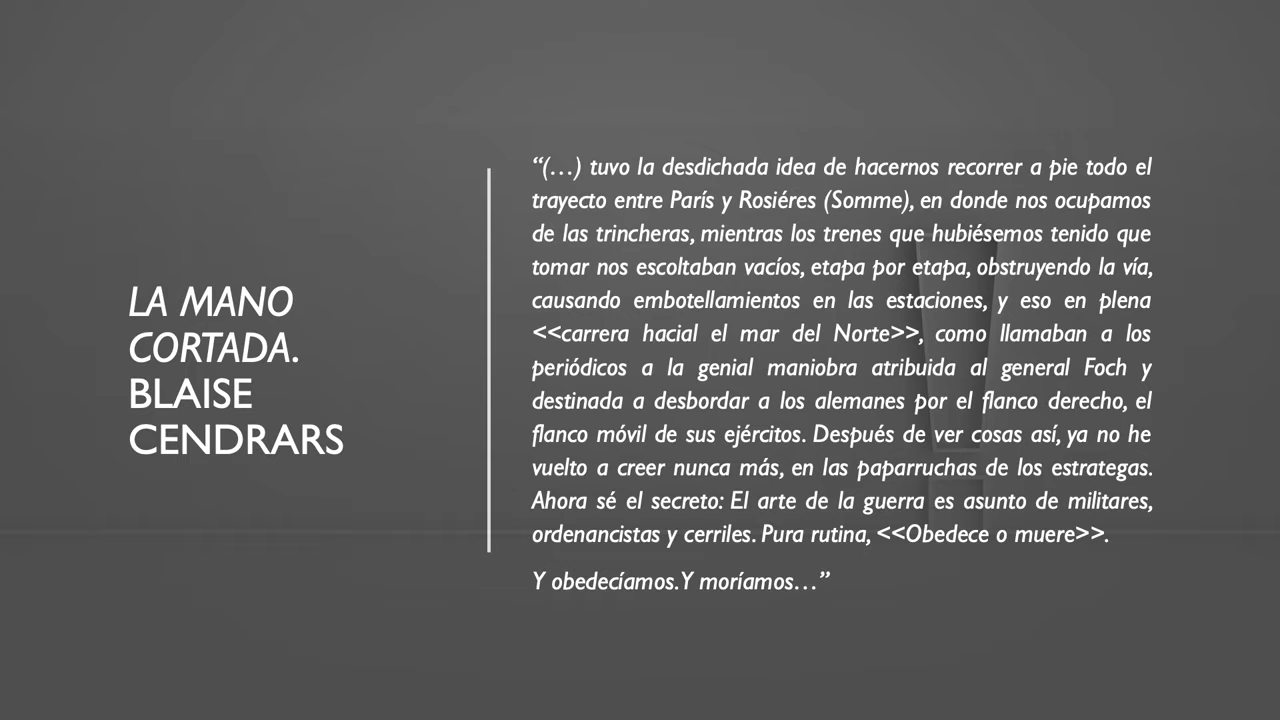 LA MANO
CORTADA.
BLAISE
CENDRARS
“(…) tuvo la desdichada idea de hacernos recorrer a pie todo el
trayecto entre París y Rosiéres (Somme), en donde nos ocupamos
de las trincheras, mientras los trenes que hubiésemos tenido que
tomar nos escoltaban vacíos, etapa por etapa, obstruyendo la vía,
causando embotellamientos en las estaciones, y eso en plena
<<carrera hacial el mar del Norte>>, como llamaban a los
periódicos a la genial maniobra atribuida al general Foch y
destinada a desbordar a los alemanes por el flanco derecho, el
flanco móvil de sus ejércitos. Después de ver cosas así, ya no he
vuelto a creer nunca más, en las paparruchas de los estrategas.
Ahora sé el secreto: El arte de la guerra es asunto de militares,
ordenancistas y cerriles. Pura rutina, <<Obedece o muere>>.
Y obedecíamos. Y moríamos…”